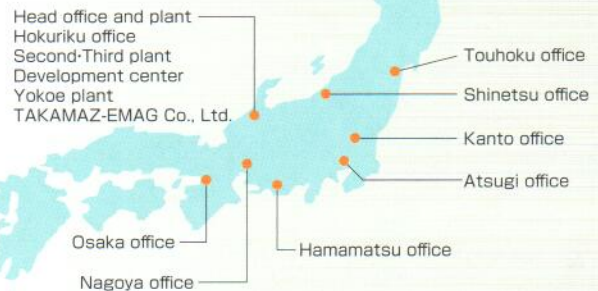 Head office and plant
Hokuriku office
Second·Third plant
Development center
Yokoe plant
TAKAMAZ-EMAG Co., Ltd.
Touhoku office
Shinetsu office
Kanto office
Atsugi office
Osaka office
Hamamatsu office
Nagoya office